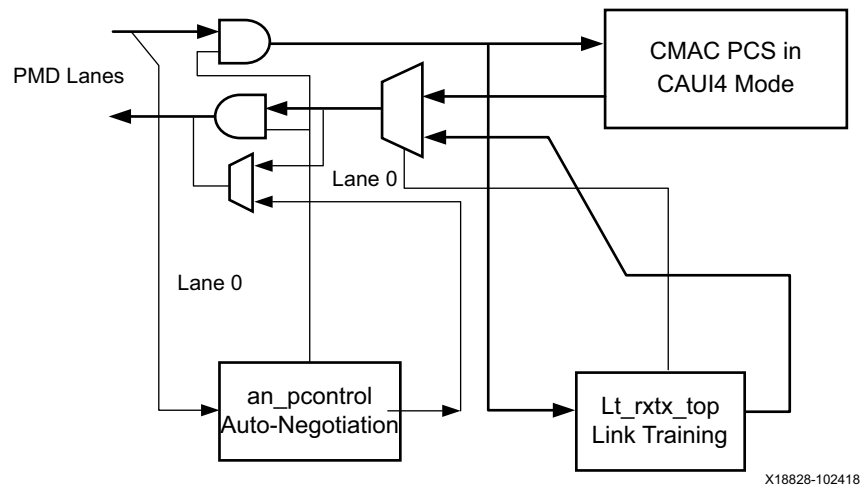 CMAC PCS in
CAUI4 Mode
PMD Lanes
Lane 0
Lane 0
an_pcontrol
Auto-Negotiation
Lt_rxtx_top
Link Training
X18828-102418